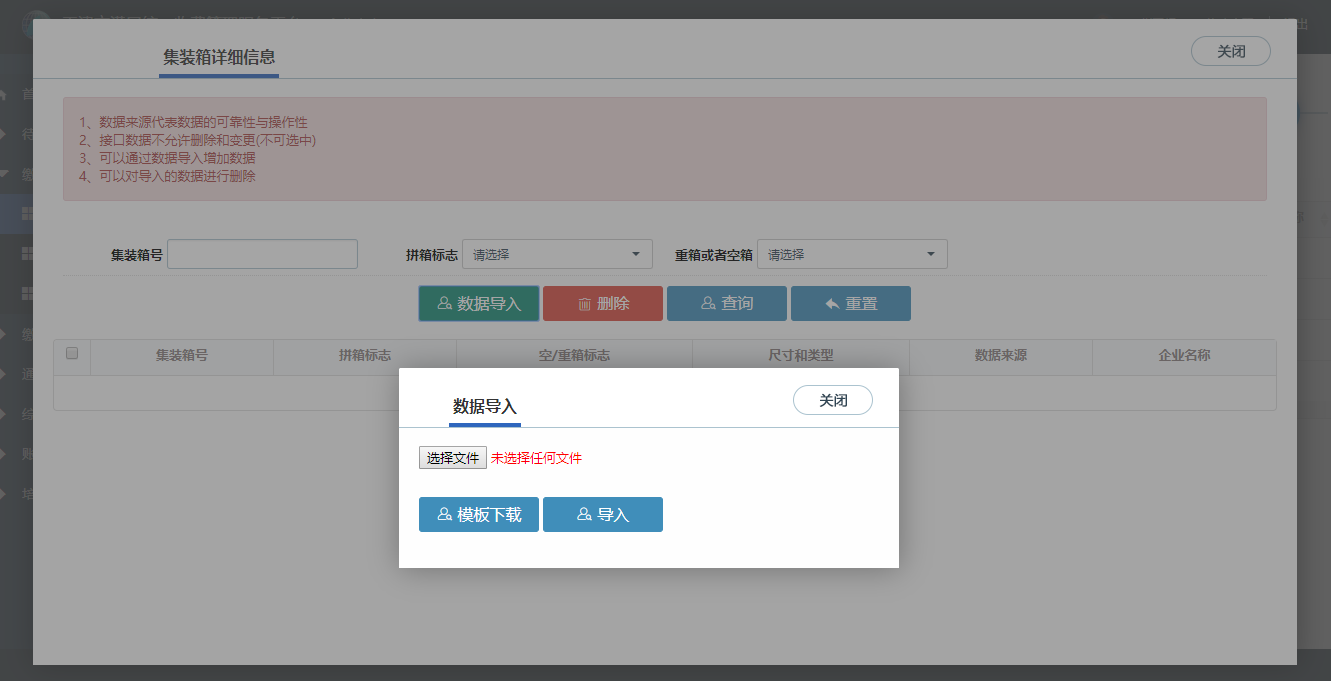 集装箱详细信息
关闭
1、数据来源代表数据的可靠性与操作性
2、接口数据不允许删除和变更(不可选中)
3、可以通过数据导入增加数据
4、可以对导入的数据进行删除
集装箱号 拼箱标志 请选择 重箱或者空箱 请选择
数据导入 删除 查询 重置
集装箱号 拼箱标志 空/重箱标志 尺寸和类型 数据来源 企业名称
数据导入
关闭
选择文件 未选择任何文件
模板下载 导入